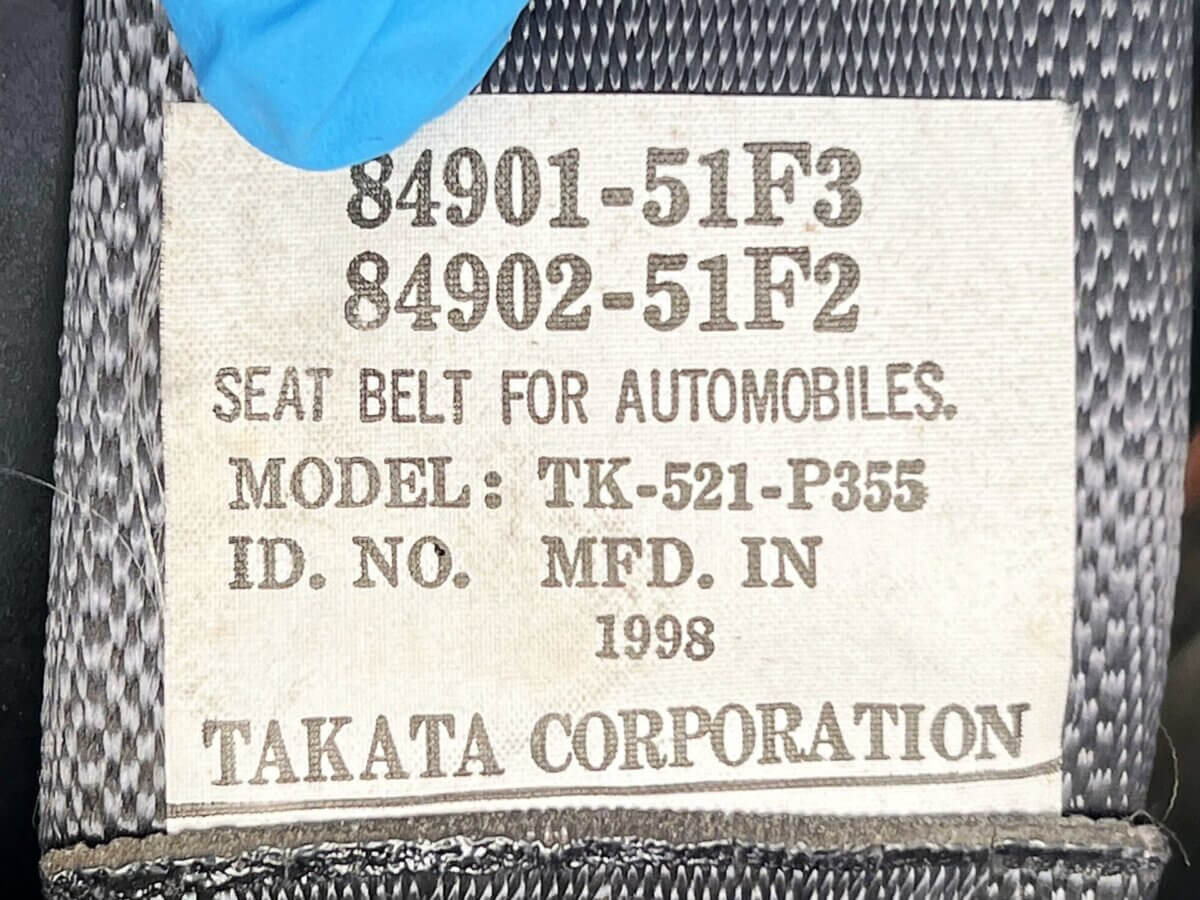 84901-51F3
84902-51F2
SEAT BELT FOR AUTOMOBILES.
MODEL: TK-521-P355
ID. NO. MFD. IN
1998
TAKATA CORPORATION